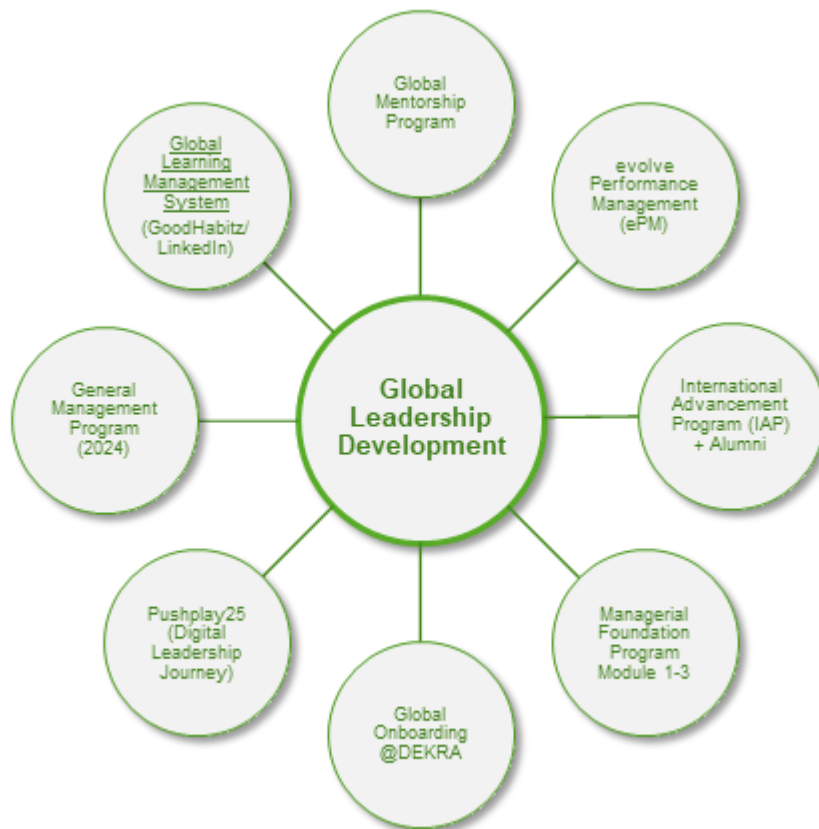 Global
Mentorship
Program
evolve
Performance
Management
(ePM)
International
Advancement
Program (IAP)
+ Alumni
Managerial
Foundation
Program
Module 1-3
Global
Onboarding
@DEKRA
Pushplay25
(Digital
Leadership
Journey)
General
Management
Program
(2024)
Global
Learning
Management
System
(GoodHabitz/
LinkedIn)
Global
Leadership
Development